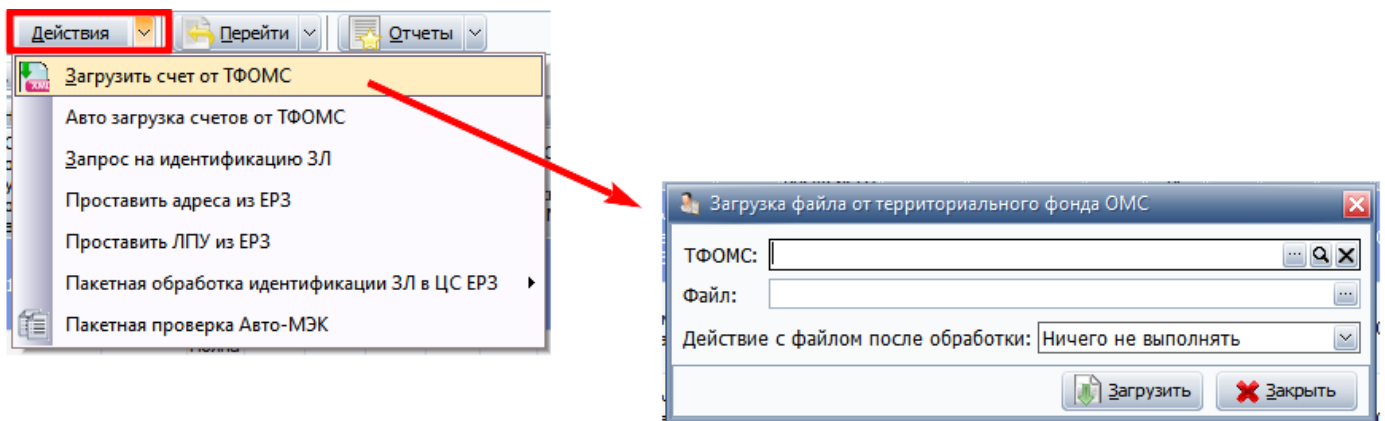 Действия Перейти Отчеты
Загрузить счет от ТФОМС
Авто загрузка счетов от ТФОМС
Запрос на идентификацию ЗЛ
Проставить адреса из ЕРЗ
Проставить ЛПУ из ЕРЗ
Пакетная обработка идентификации ЗЛ в ЦС ЕРЗ
Пакетная проверка Авто-МЭК
Загрузка файла от территориального фонда ОМС
ТФОМС:
Файл:
Действие с файлом после обработки: Ничего не выполнять
Загрузить Закрыть